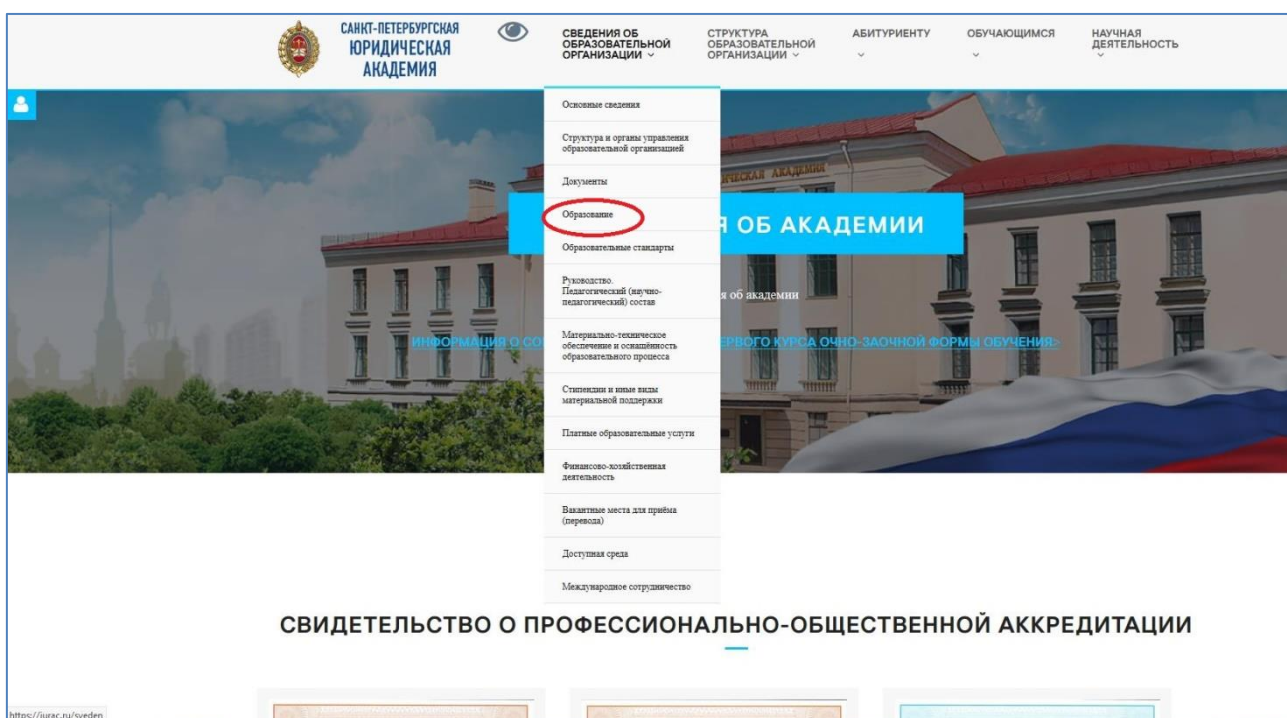 САНКТ-ПЕТЕРБУРГСКАЯ
ЮРИДИЧЕСКАЯ
АКАДЕМИЯ
СВЕДЕНИЯ ОБ
ОБРАЗОВАТЕЛЬНОЙ
ОРГАНИЗАЦИИ
СТРУКТУРА
ОБРАЗОВАТЕЛЬНОЙ
ОРГАНИЗАЦИИ
АБИТУРИЕНТУ
ОБУЧАЮЩИМСЯ
НАУЧНАЯ
ДЕЯТЕЛЬНОСТЬ
Основные сведения
Структура и органы управления
образовательной организацией
Документы
Образование
Образовательные стандарты
Руководство.
Педагогический (научно-
педагогический) состав
Материально-техническое
обеспечение и оснащённость
образовательного процесса
Стипендии и иные виды
материальной поддержки
Платные образовательные услуги
Финансово-хозяйственная
деятельность
Вакантные места для приёма
(перевода)
Доступная среда
Международное сотрудничество
АКАДЕМИЯ
Я ОБ АКАДЕМИИ
я об академии
ИНФОРМАЦИЯ О СО
ЕРВОГО КУРСА ОЧНО-ЗАОЧНОЙ ФОРМЫ ОБУЧЕНИЯ>
СВИДЕТЕЛЬСТВО О ПРОФЕССИОНАЛЬНО-ОБЩЕСТВЕННОЙ АККРЕДИТАЦИИ
https://jurac.ru/sveden